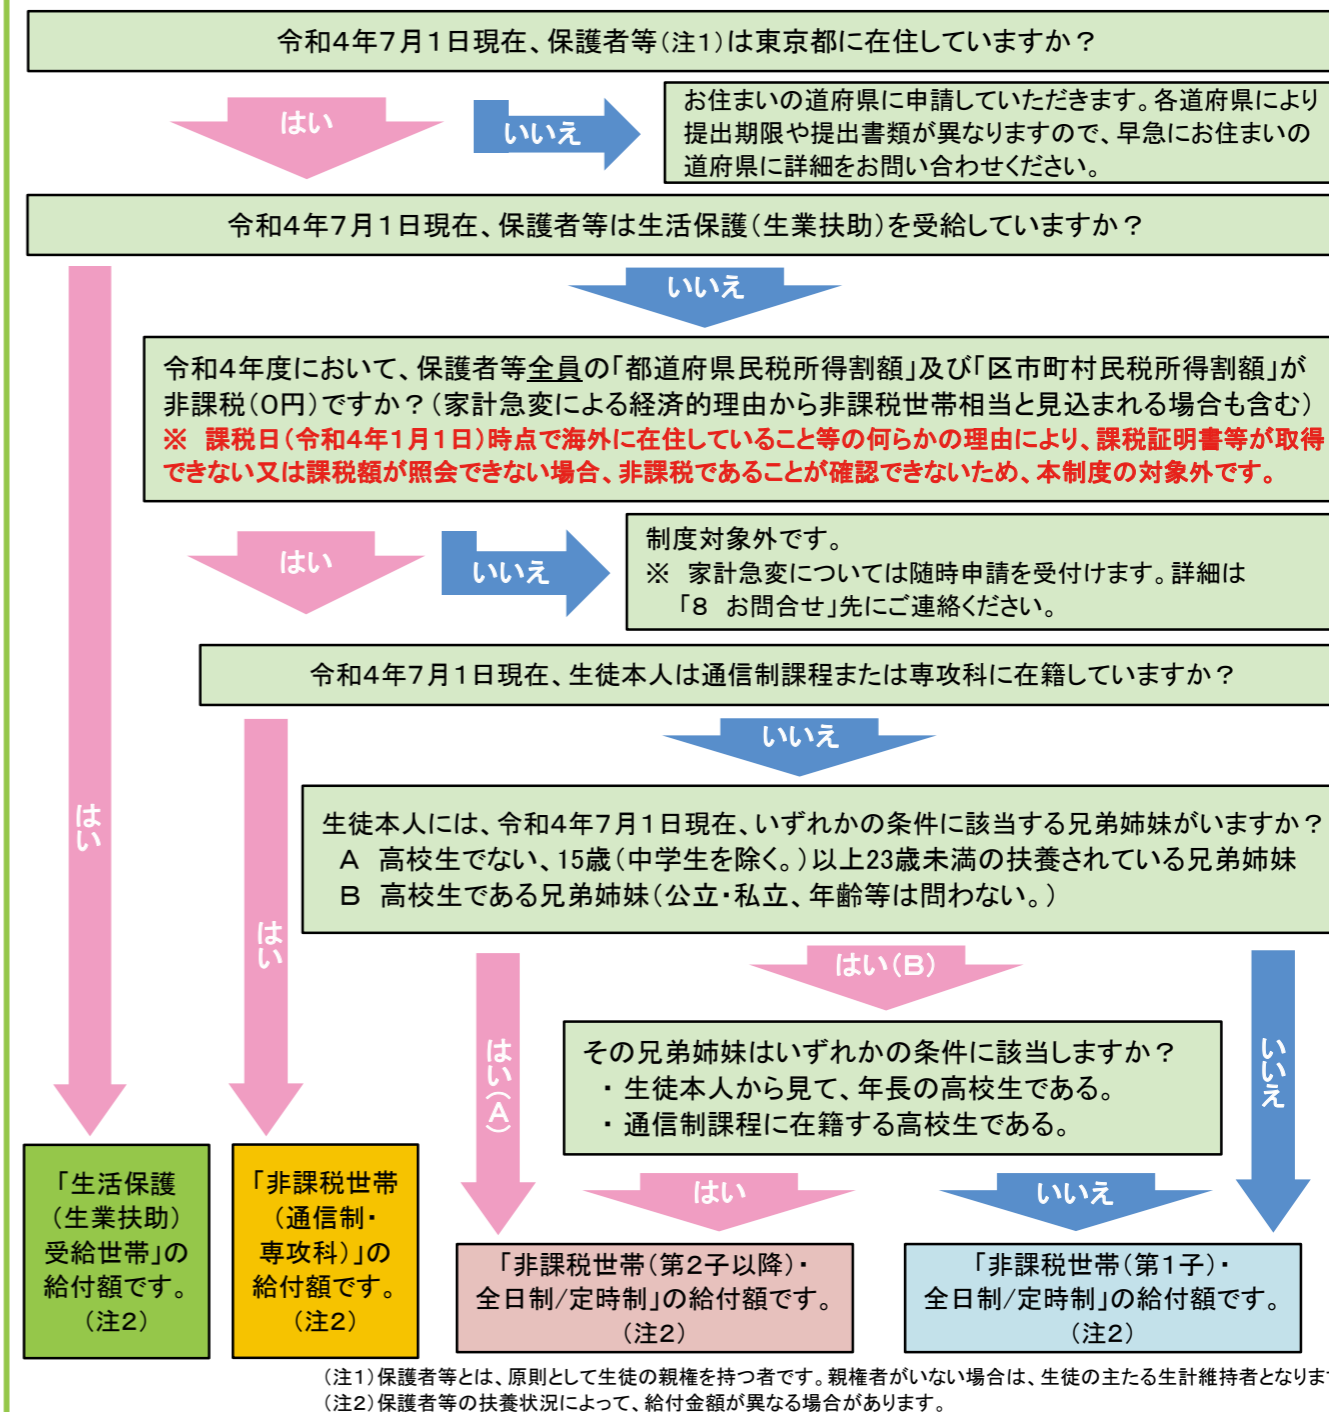 令和4年7月1日現在、保護者等(注1)は東京都に在住していますか？
はい
いいえ
お住まいの道府県に申請していただきます。各道府県により
提出期限や提出書類が異なりますので、早急にお住まいの
道府県に詳細をお問い合わせください。
令和4年7月1日現在、保護者等は生活保護(生業扶助)を受給していますか？
はい
いいえ
令和4年度において、保護者等全員の「都道府県民税所得割額」及び「区市町村民税所得割額」が
非課税(0円)ですか？(家計急変による経済的理由から非課税世帯相当と見込まれる場合も含む)
※ 課税日(令和4年1月1日)時点で海外に在住していること等の何らかの理由により、課税証明書等が取得
できない又は課税額が照会できない場合、非課税であることが確認できないため、本制度の対象外です。
はい
いいえ
制度対象外です。
※ 家計急変については随時申請を受付けます。詳細は
「8 お問合せ」先にご連絡ください。
令和4年7月1日現在、生徒本人は通信制課程または専攻科に在籍していますか？
はい
いいえ
生徒本人には、令和4年7月1日現在、いずれかの条件に該当する兄弟姉妹がいますか？
A 高校生でない、15歳(中学生を除く。)以上23歳未満の扶養されている兄弟姉妹
B 高校生である兄弟姉妹(公立・私立、年齢等は問わない。)
はい(A)
はい(B)
いいえ
その兄弟姉妹はいずれかの条件に該当しますか？
・ 生徒本人から見て、年長の高校生である。
・ 通信制課程に在籍する高校生である。
はい
いいえ
「生活保護
(生業扶助)
受給世帯」の
給付額です。
(注2)
「非課税世帯
(通信制・
専攻科)」の
給付額です。
(注2)
「非課税世帯(第2子以降)・
全日制/定時制」の給付額です。
(注2)
「非課税世帯(第1子)・
全日制/定時制」の給付額です。
(注2)
(注1)保護者等とは、原則として生徒の親権を持つ者です。親権者がいない場合は、生徒の主たる生計維持者となりま
(注2)保護者等の扶養状況によって、給付金額が異なる場合があります。